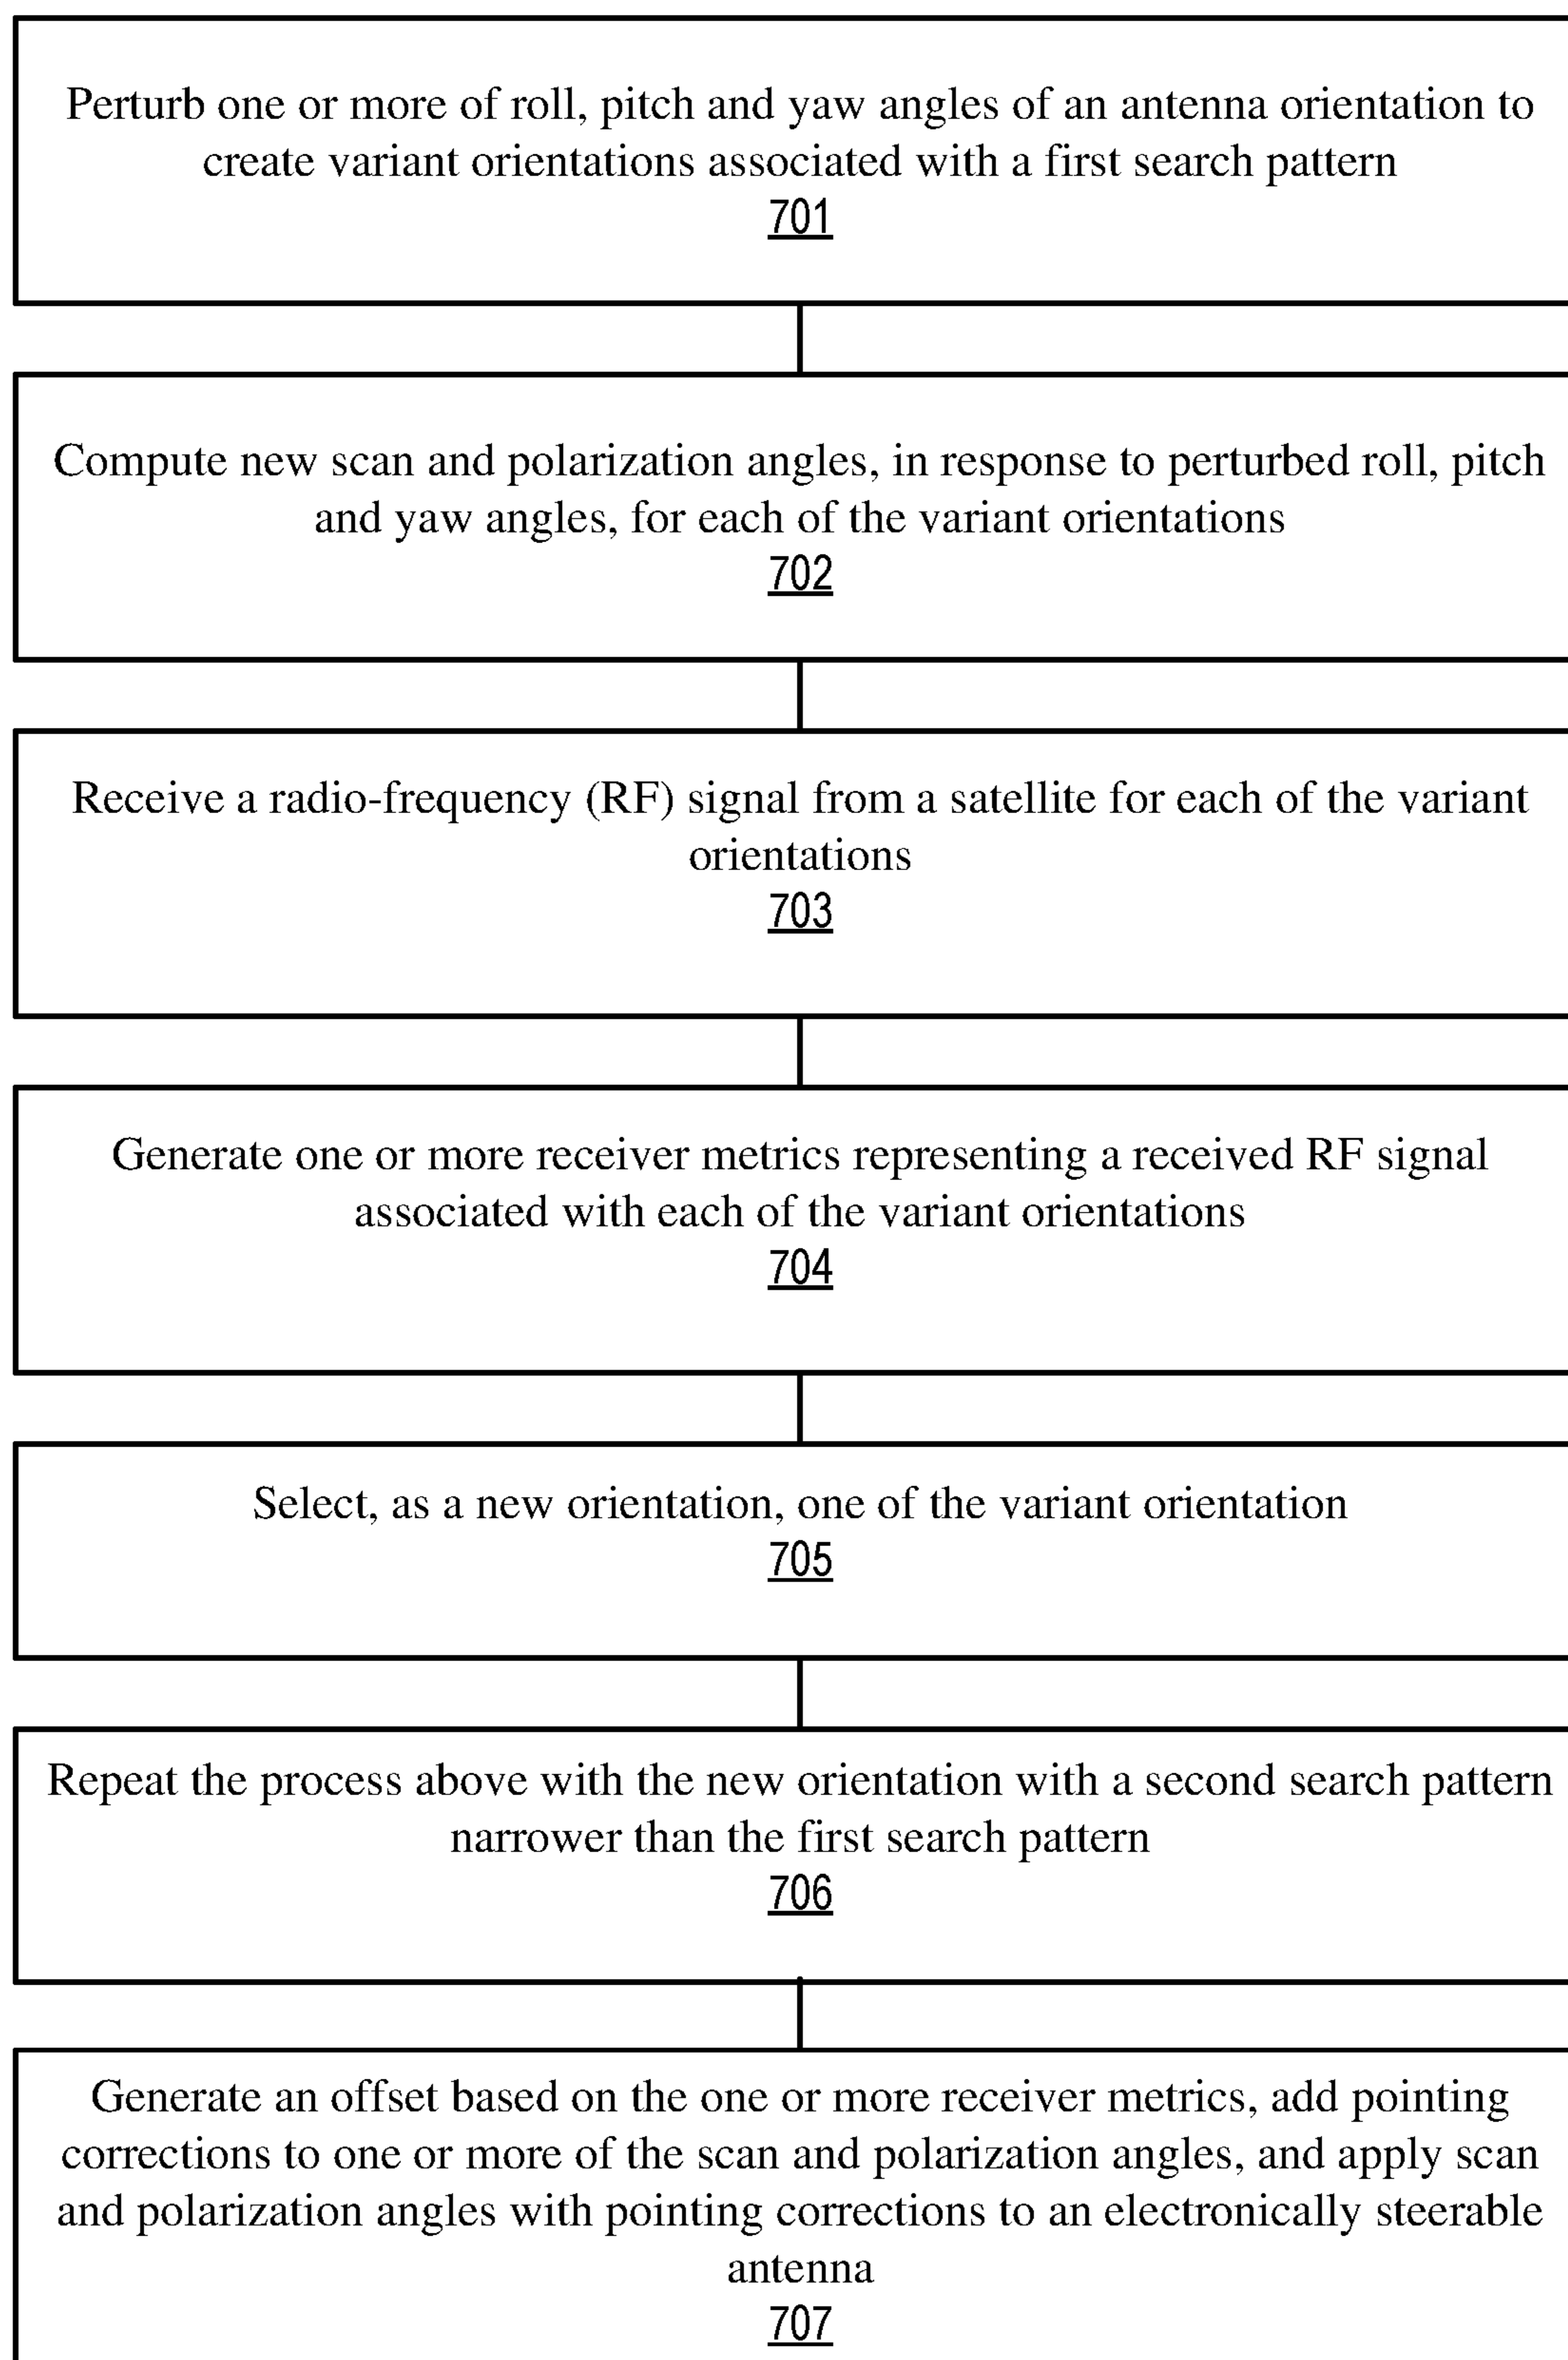 Perturb one or more of roll, pitch and yaw angles of an antenna orientation to
create variant orientations associated with a first search pattern
701
Compute new scan and polarization angles, in response to perturbed roll, pitch
and yaw angles, for each of the variant orientations
702
Receive a radio-frequency (RF) signal from a satellite for each of the variant
orientations
703
Generate one or more receiver metrics representing a received RF signal
associated with each of the variant orientations
704
Select, as a new orientation, one of the variant orientation
705
Repeat the process above with the new orientation with a second search pattern
narrower than the first search pattern
706
Generate an offset based on the one or more receiver metrics, add pointing
corrections to one or more of the scan and polarization angles, and apply scan
and polarization angles with pointing corrections to an electronically steerable
antenna
707